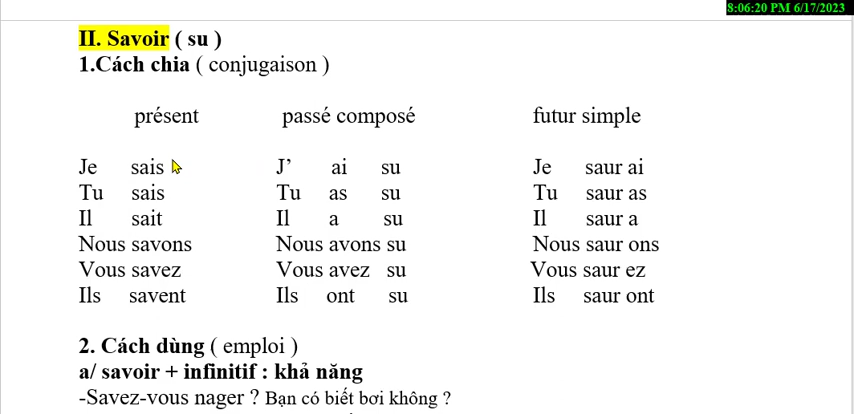 8:06:20 PM 6/17/2023
II. Savoir ( su )
1.Cách chia ( conjugaison )
présent passé composé futur simple
Je sais J’ ai su Je saur ai
Tu sais Tu as su Tu saur as
Il sait Il a su Il saur a
Nous savons Nous avons su Nous saur ons
Vous savez Vous avez su Vous saur ez
Ils savent Ils ont su Ils saur ont
2. Cách dùng ( emploi )
a/ savoir + infinitif : khả năng
-Savez-vous nager ? Bạn có biết bơi không ?